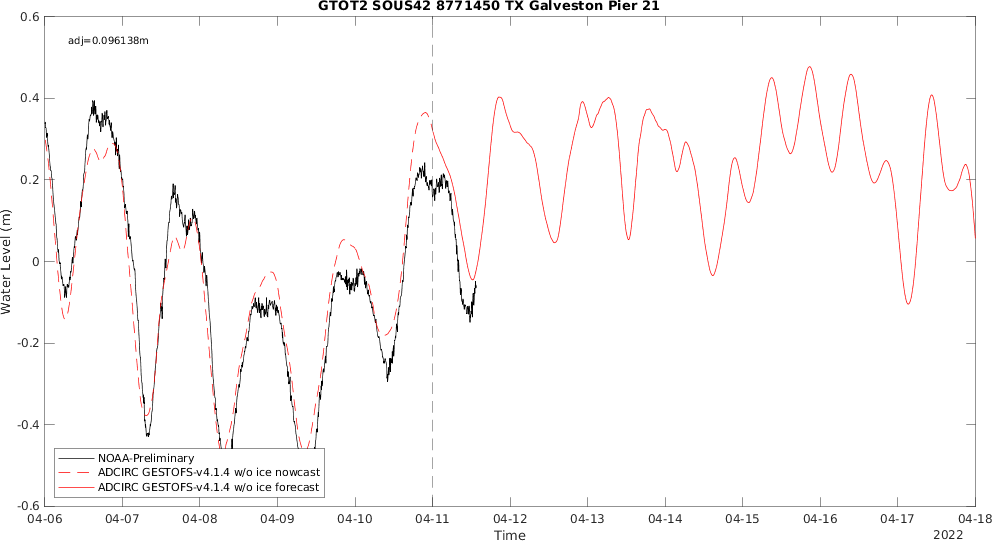 GTOT2 SOUS42 8771450 TX Galveston Pier 21
adj=0.096138m
Water Level (m)
0.6
0.4
0.2
0
-0.2
-0.4
-0.6
NOAA-Preliminary
ADCIRC GESTOFS-v4.1.4 w/o ice nowcast
ADCIRC GESTOFS-v4.1.4 w/o ice forecast
04-06 04-07 04-08 04-09 04-10 04-11 04-12 04-13 04-14 04-15 04-16 04-17 04-18
Time
2022